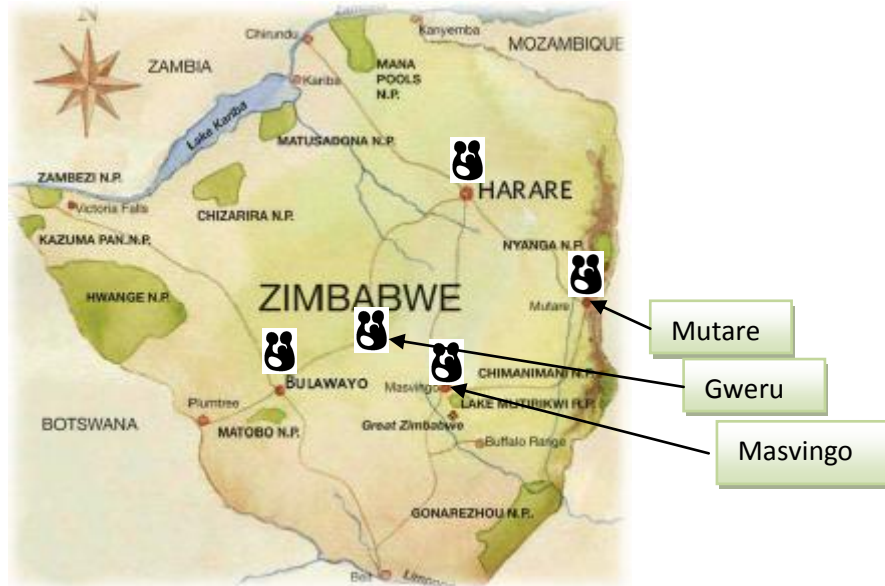 N
Zambezi
Kanyemba
Chirundu
MOZAMBIQUE
ZAMBIA
MANA
POOLS
N.P.
Kariba
Lake Kariba
MATUSADONA N.P.
ZAMBEZI N.P.
HARARE
Victoria Falls
CHIZARIRA N.P.
KAZUMA PAN.N.P.
NYANGA N.P.
HWANGE N.P.
ZIMBABWE
Mutare
Mutare
CHIMANIMANI N.P.
Gweru
BULAWAYO
Masvingo
Plumtree
LAKE MUTIRIKWI R.P.
BOTSWANA
MATOBO N.P.
Great Zimbabwe
Buffalo Range
Masvingo
GONAREZHOU N.P.
Beit
Limpopo